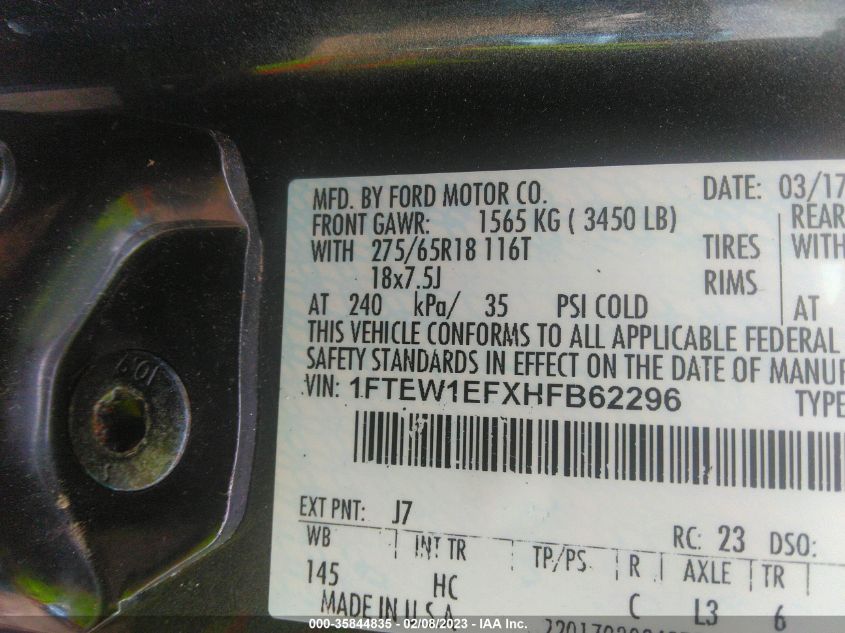 MFD. BY FORD MOTOR CO. DATE: 03/17
FRONT GAWR: 1565 KG ( 3450 LB) REAR
WITH 275/65R18 116T TIRES WITH
18x7.5J RIMS
AT 240 kPa/ 35 PSI COLD AT
THIS VEHICLE CONFORMS TO ALL APPLICABLE FEDERAL
SAFETY STANDARDS IN EFFECT ON THE DATE OF MANUF
VIN: 1FTEW1EFXHFB62296 TYPE
EXT PNT: J7 RC: 23 DSO:
WB INT TR TP/PS R AXLE TR
145 HC C L3 6
MADE IN U.S.A.
10.9
000-35844835 - 02/08/2023 - IAA Inc.